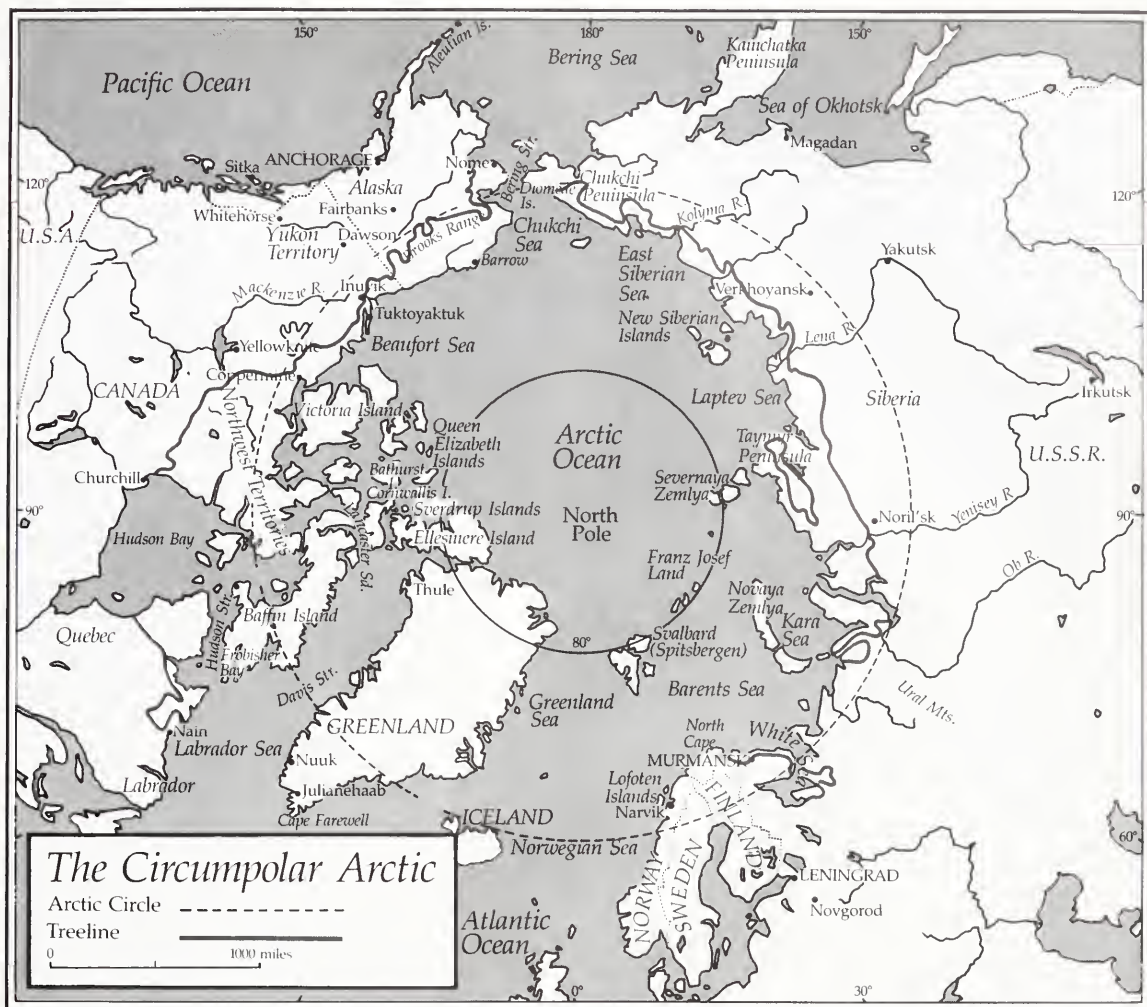 150°
180°
150°
Aleutian Is.
Bering Sea
Kamchatka
Peninsula
Pacific Ocean
Sea of Okhotsk
Magadan
Sitka
ANCHORAGE
Nome
Bering Str.
Diomede
Is.
Chukchi
Peninsula
120°
120°
Alaska
Whitehorse
Fairbanks
Kolyma R.
U.S.A.
Yukon
Territory
Dawson
Brooks Rang
Chukchi
Sea
Barrow
East
Siberian
Sea
Yakutsk
Mackenzie R.
Inuvik
Verkhoyansk
Tuktoyaktuk
New Siberian
Islands
Lena R.
Yellowknife
Beaufort Sea
Coppermine
CANADA
Victoria Island
Laptev Sea
Siberia
Irkutsk
Northwest Territories
Queen
Elizabeth
Islands
Arctic
Ocean
Taymyr
Peninsula
U.S.S.R.
Churchill
Bathurst
Cornwallis I.
Severnaya
Zemlya
Sverdrup Islands
North
Pole
90°
90°
Noril'sk
Yenisey R.
Hudson Bay
Lancaster Sd.
Ellesmere Island
Franz Josef
Land
Ob R.
Thule
Novaya
Zemlya
Kara
Sea
Baffin Island
Hudson Str.
Quebec
80°
Svalbard
(Spitsbergen)
Frobisher
Bay
Davis Str.
Barents Sea
Ural Mts.
Greenland
Sea
GREENLAND
Nain
Labrador Sea
North
Cape
White Sea
MURMANSK
Nuuk
Labrador
Julianehaab
Lofoten
Islands
Narvik
FINLAND
Cape Farewell
ICELAND
Norwegian Sea
60°
NORWAY
SWEDEN
LENINGRAD
Novgorod
Atlantic
Ocean
0°
30°
The Circumpolar Arctic
Arctic Circle
Treeline
0
1000 miles